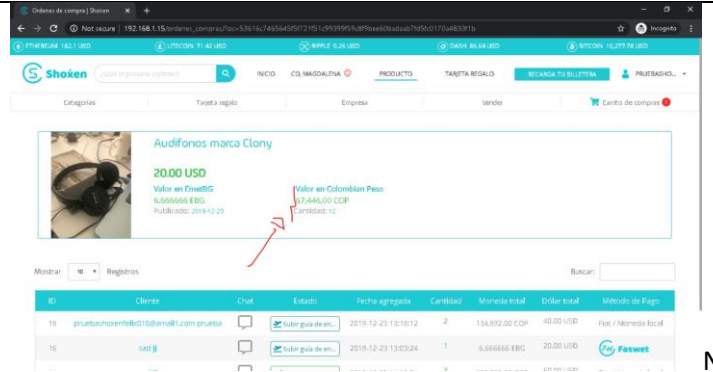 Ordenes de compra | Shoxen
Not secure | 192.168.1.15/ordenes_compras/?oc=
Incognito
ETHEREUM 182.1 USD
LITECOIN 71.42 USD
RIPPLE 0.24 USD
DASH 86.64 USD
BITCOIN 10,277.78 USD
Shoxen
INICIO
CO, MAGDALENA
PRODUCTO
TARJETA REGALO
RECARGA TU BILLETERA
PRUEBASHO...
Categorías
Tarjeta regalo
Empresa
Vender
Carrito de compras
Audifonos marca Clony
20.00 USD
Valor en EmetBG
Valor en Colombian Peso
6,666666 EBG
67,446.00 COP
Publicado: 2019-12-23
Cantidad: 12
Mostrar 10 Registros
Buscar:
ID Cliente Chat Estado Fecha agregada Cantidad Moneda total Dólar total Método de Pago
pruebashoxenfelix010@gmail1.com prueba Subir guía de en... 2019-12-23 13:16:12 2 134,892.00 COP 40.00 USD Fiat / Moneda local
16 sad jj Subir guía de en... 2019-12-23 13:03:24 1 6,666666 EBG 20.00 USD Faswet
N